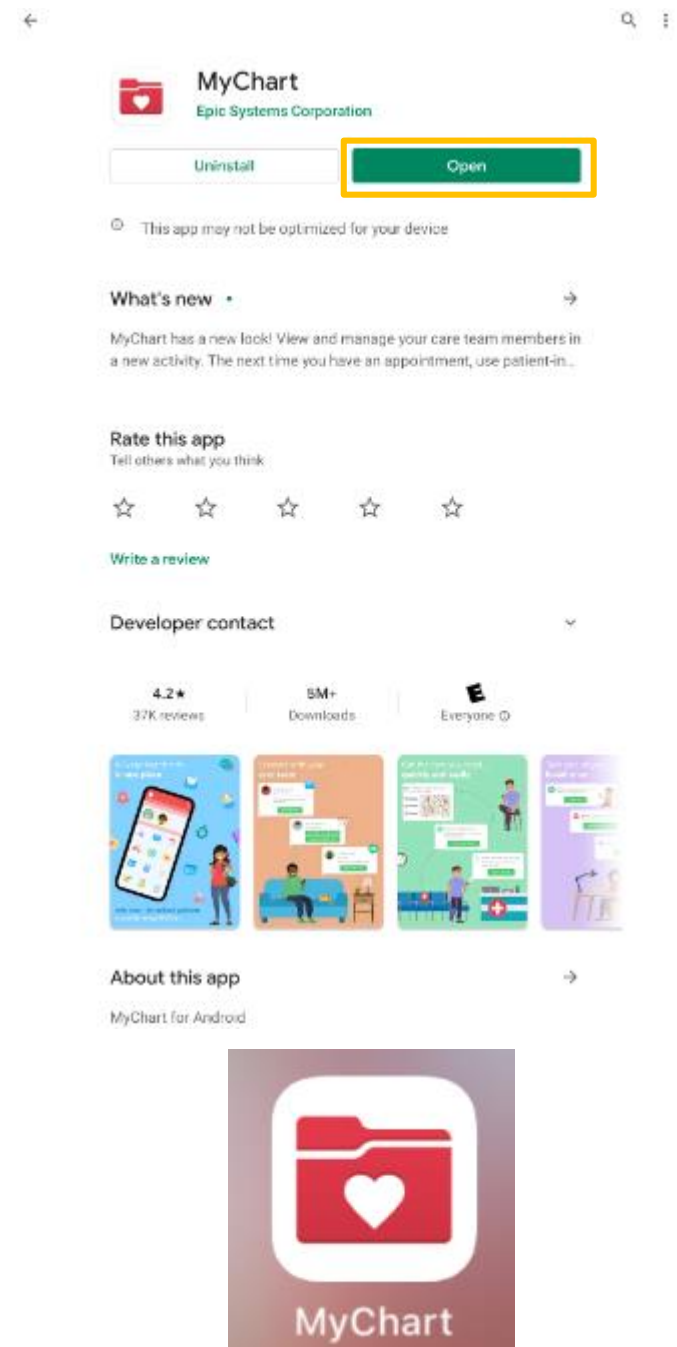 MyChart
Epic Systems Corporation
Uninstall
Open
This app may not be optimized for your device
What's new •
MyChart has a new look! View and manage your care team members in
a new activity. The next time you have an appointment, use patient-in...
Rate this app
Tell others what you think
Write a review
Developer contact
4.2★
5M+
E
37K reviews
Downloads
Everyone
About this app
MyChart for Android
MyChart